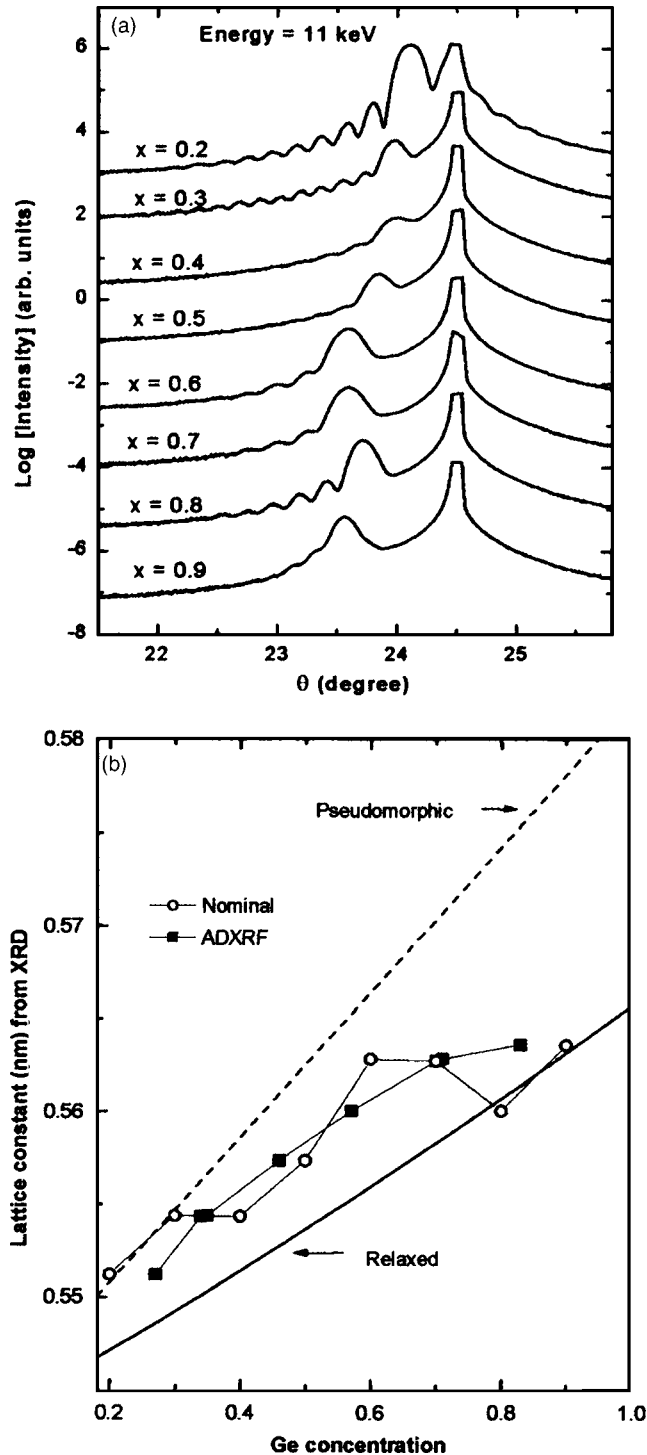 (a)
Energy = 11 keV
6
4
2
0
-2
-4
-6
-8
Log [Intensity] (arb. units)
x = 0.2
x = 0.3
x = 0.4
x = 0.5
x = 0.6
x = 0.7
x = 0.8
x = 0.9
22
23
24
25
θ (degree)
(b)
0.58
0.57
0.56
0.55
Lattice constant (nm) from XRD
Pseudomorphic
Nominal
ADXRF
Relaxed
0.2
0.4
0.6
0.8
1.0
Ge concentration